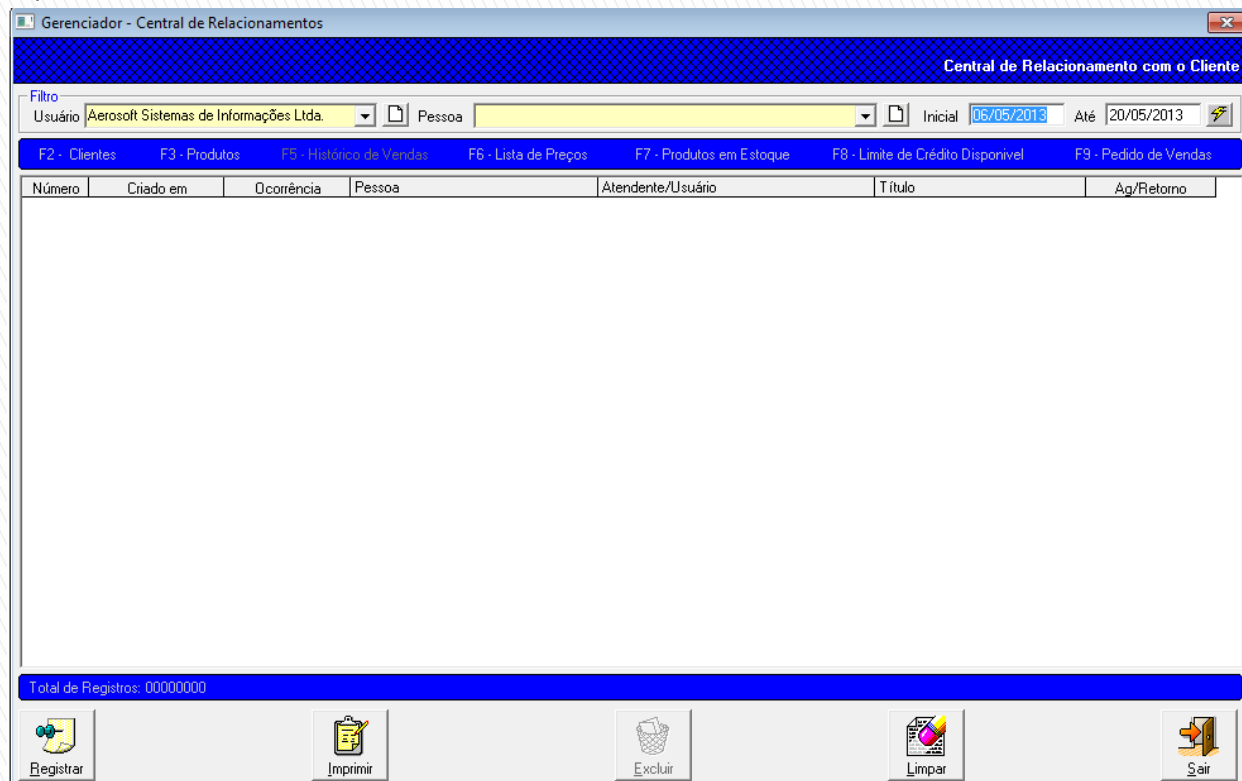 Gerenciador - Central de Relacionamentos
Central de Relacionamento com o Cliente
Filtro
Usuário Aerosoft Sistemas de Informações Ltda. Pessoa Inicial 06/05/2013 Até 20/05/2013
F2 - Clientes F3 - Produtos F5 - Histórico de Vendas F6 - Lista de Preços F7 - Produtos em Estoque F8 - Limite de Crédito Disponivel F9 - Pedido de Vendas
Número Criado em Ocorrência Pessoa Atendente/Usuário Título Ag/Retorno
Total de Registros: 00000000
Registrar Imprimir Excluir Limpar Sair